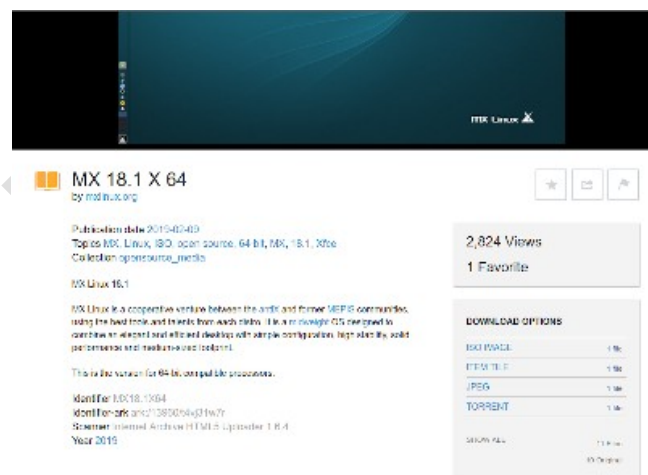 MX Linux
MX 18.1 X 64
by mxlinux.org
Publication date 2019-02-09
Topics MX, Linux, ISO, open source, 64-bit, MX, 18.1, Xfce
Collection opensource_media
MX Linux 18.1
MX Linux is a cooperative venture between the antiX and former MEPIS communities,
using the best tools and talents from each distro. It is a midweight OS designed to
combine an elegant and efficient desktop with simple configuration, high stability, solid
performance and medium-sized footprint.
This is the version for 64-bit compatible processors.
Identifier MX18.1X64
Identifier-ark
Scanner Internet Archive HTML5 Uploader 1.6.4
Year 2019
2,824 Views
1 Favorite
DOWNLOAD OPTIONS
ISO IMAGE 1 file
ITEM TILE 1 file
JPEG 1 file
TORRENT 1 file
SHOW ALL
Original